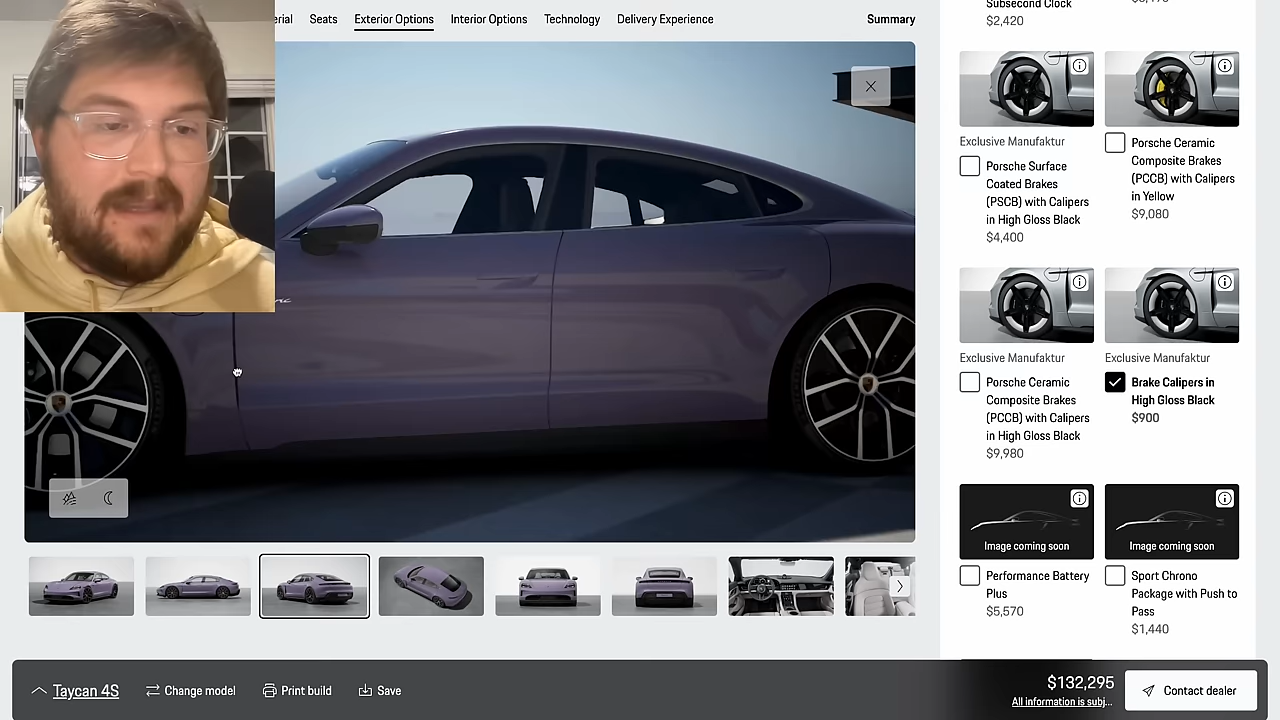 erial
Seats
Exterior Options
Interior Options
Technology
Delivery Experience
Summary
Subsecond Clock
$2,420
Exclusive Manufaktur
Porsche Surface
Coated Brakes
(PSCB) with Calipers
in High Gloss Black
$4,400
Porsche Ceramic
Composite Brakes
(PCCB) with Calipers
in Yellow
$9,080
Exclusive Manufaktur
Porsche Ceramic
Composite Brakes
(PCCB) with Calipers
in High Gloss Black
$9,980
Exclusive Manufaktur
Brake Calipers in
High Gloss Black
$900
Image coming soon
Performance Battery
Plus
$5,570
Image coming soon
Sport Chrono
Package with Push to
Pass
$1,440
Taycan 4S
Change model
Print build
Save
$132,295
All information is subj...
Contact dealer